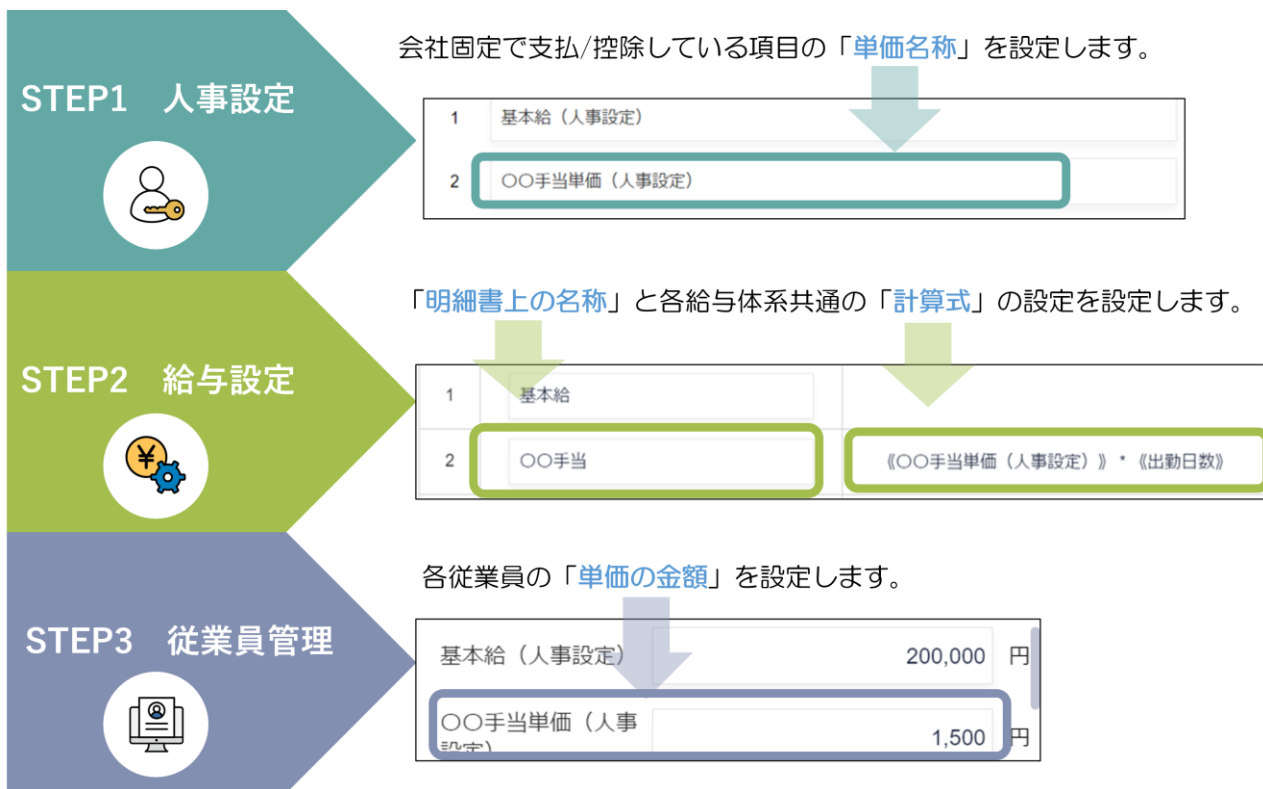 会社固定で支払/控除している項目の「単価名称」を設定します。
STEP1 人事設定
1 基本給（人事設定）
2 〇〇手当単価（人事設定）
「明細書上の名称」と各給与体系共通の「計算式」の設定を設定します。
STEP2 給与設定
1 基本給
2 〇〇手当 《〇〇手当単価（人事設定）》 * 《出勤日数》
各従業員の「単価の金額」を設定します。
STEP3 従業員管理
基本給（人事設定） 200,000 円
〇〇手当単価（人事
設定） 1,500 円